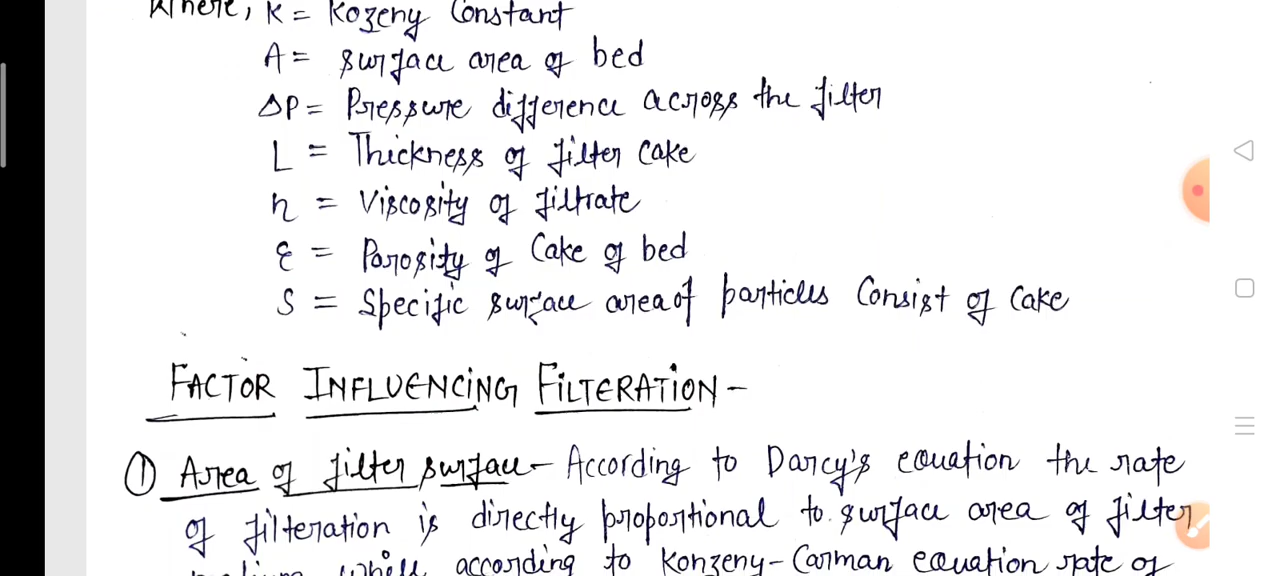 Where, K = Kozeny Constant
A = surface area of bed
ΔP = Pressure difference across the filter
L = Thickness of filter cake
η = Viscosity of filtrate
ε = Porosity of Cake of bed
S = Specific surface area of particles Consist of Cake
FACTOR INFLUENCING FILTERATION -
① Area of filter surface - According to Darcy's equation the rate
of filteration is directly proportional to surface area of filter
while according to Konzeny-Carman equation rate of